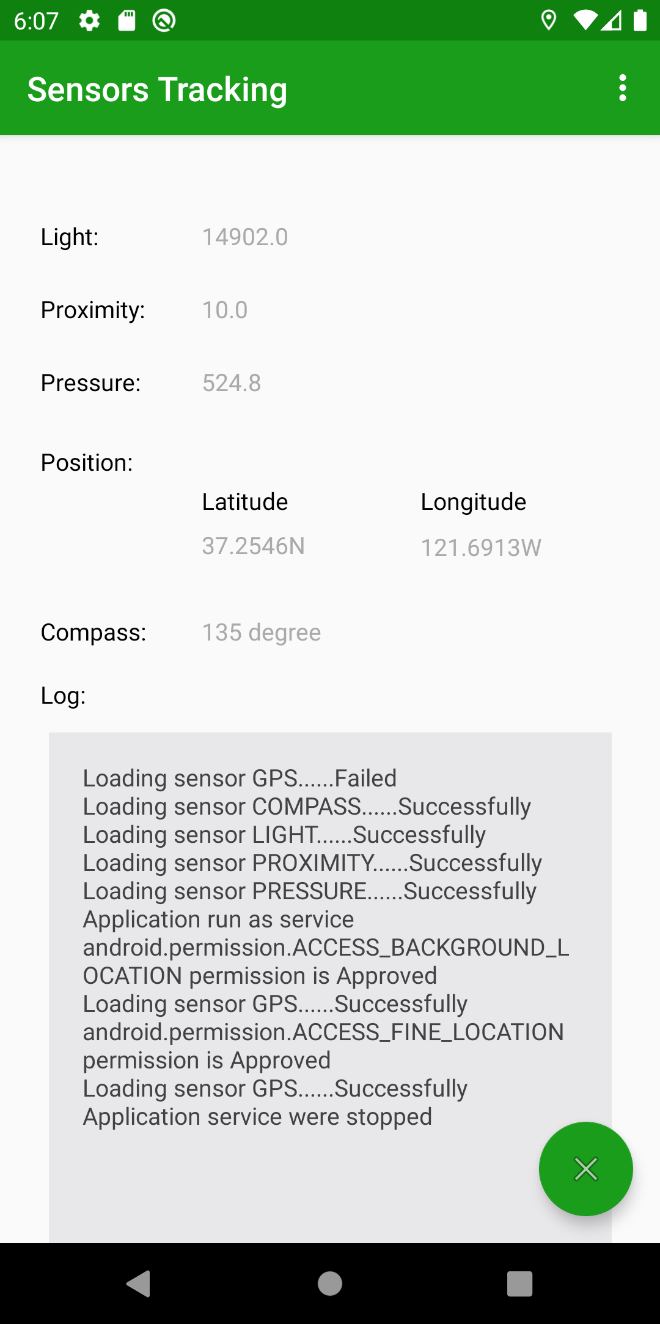 6:07
Sensors Tracking
Light: 14902.0
Proximity: 10.0
Pressure: 524.8
Position:
Latitude Longitude
37.2546N 121.6913W
Compass: 135 degree
Log:
Loading sensor GPS......Failed
Loading sensor COMPASS......Successfully
Loading sensor LIGHT......Successfully
Loading sensor PROXIMITY......Successfully
Loading sensor PRESSURE......Successfully
Application run as service
android.permission.ACCESS_BACKGROUND_L
OCATION permission is Approved
Loading sensor GPS......Successfully
android.permission.ACCESS_FINE_LOCATION
permission is Approved
Loading sensor GPS......Successfully
Application service were stopped